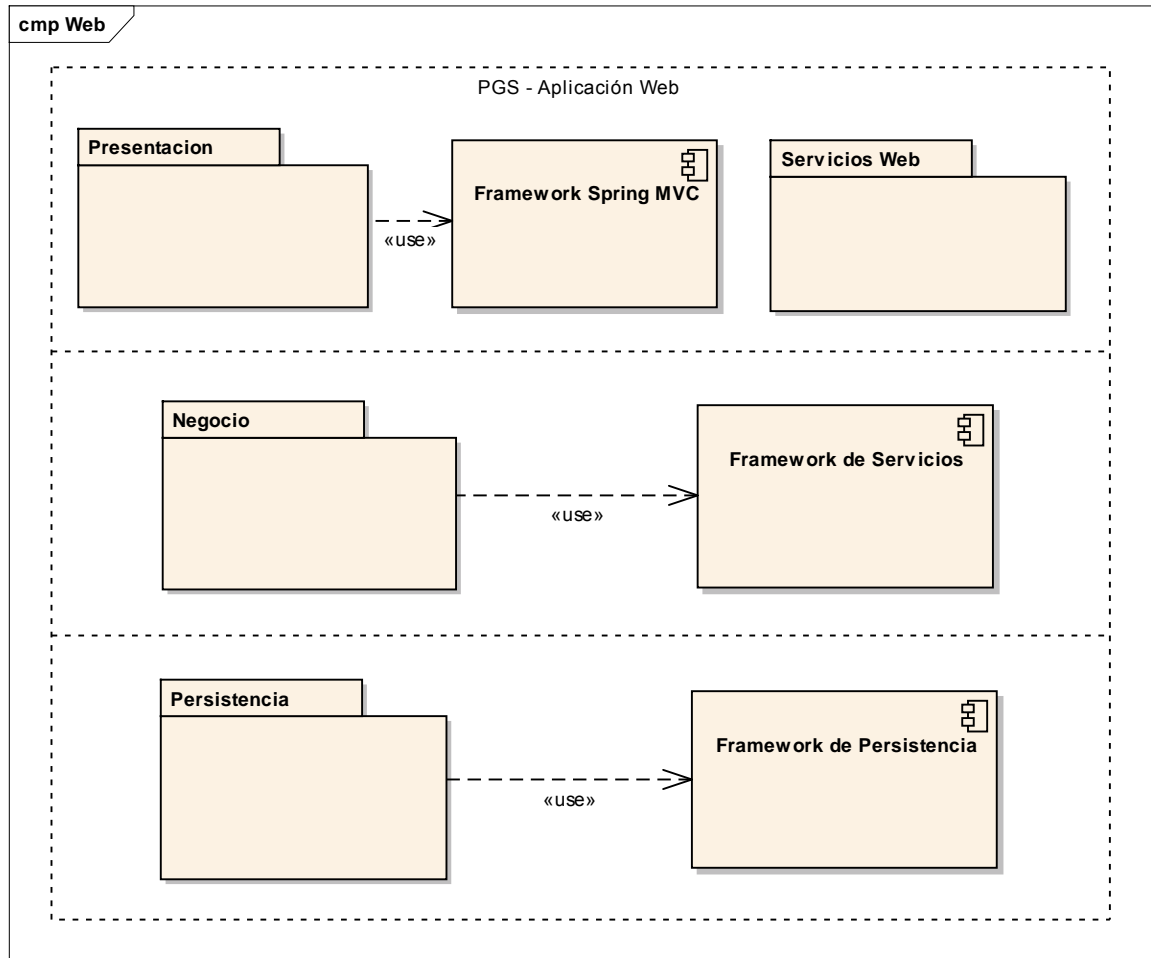 cmp Web
PGS - Aplicación Web
Presentacion
Framework Spring MVC
Servicios Web
«use»
Negocio
Framework de Servicios
«use»
Persistencia
Framework de Persistencia
«use»